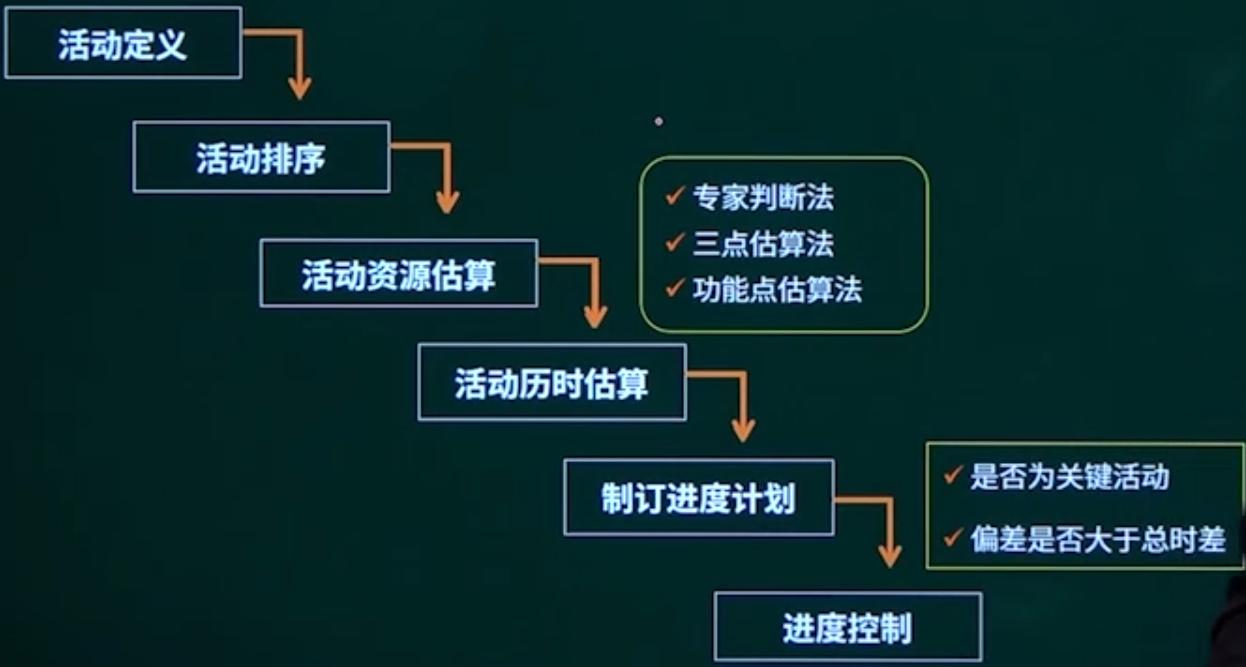 活动定义
活动排序
活动资源估算
专家判断法
三点估算法
功能点估算法
活动历时估算
制订进度计划
是否为关键活动
偏差是否大于总时差
进度控制